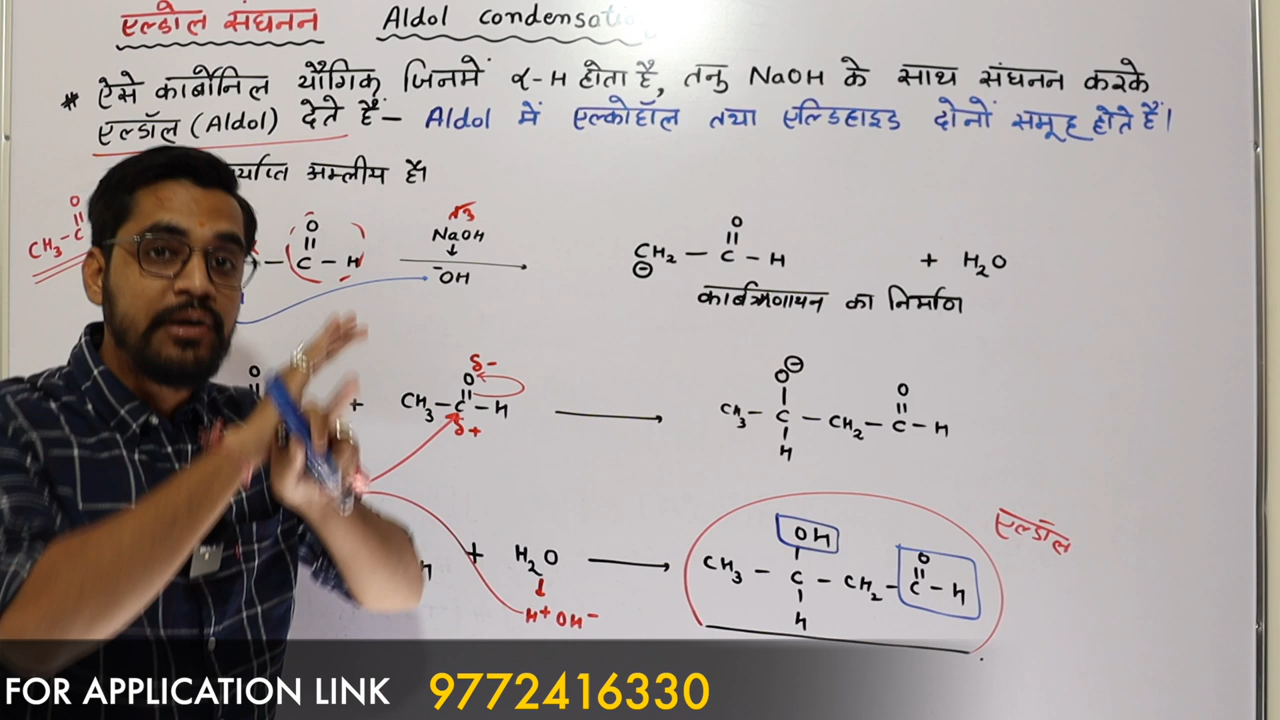 एल्डोल संघनन Aldol condensati
* ऐसे कार्बोनिल यौगिक जिनमें α-H होता है, तनु NaOH के साथ संघनन करके
एल्डॉल (Aldol) देते हैं- Aldol में एल्कोहॉल तथा एल्डिहाइड दोनों समूह होते हैं।
र्याप्त अम्लीय है।
O
||
CH₃-C
O
||
- C - H
तनु
NaOH
↓
⁻OH
O
||
CH₂ - C - H + H₂O
⊖
कार्बऋणायन का निर्माण
O
+
δ-
O
||
CH₃-C-H
δ+
⊖
O O
| ||
CH₃- C - CH₂-C-H
|
H
H + H₂O
↓
H⁺ OH⁻
OH O
| ||
CH₃ - C - CH₂-C-H
|
H
एल्डॉल
FOR APPLICATION LINK 9772416330